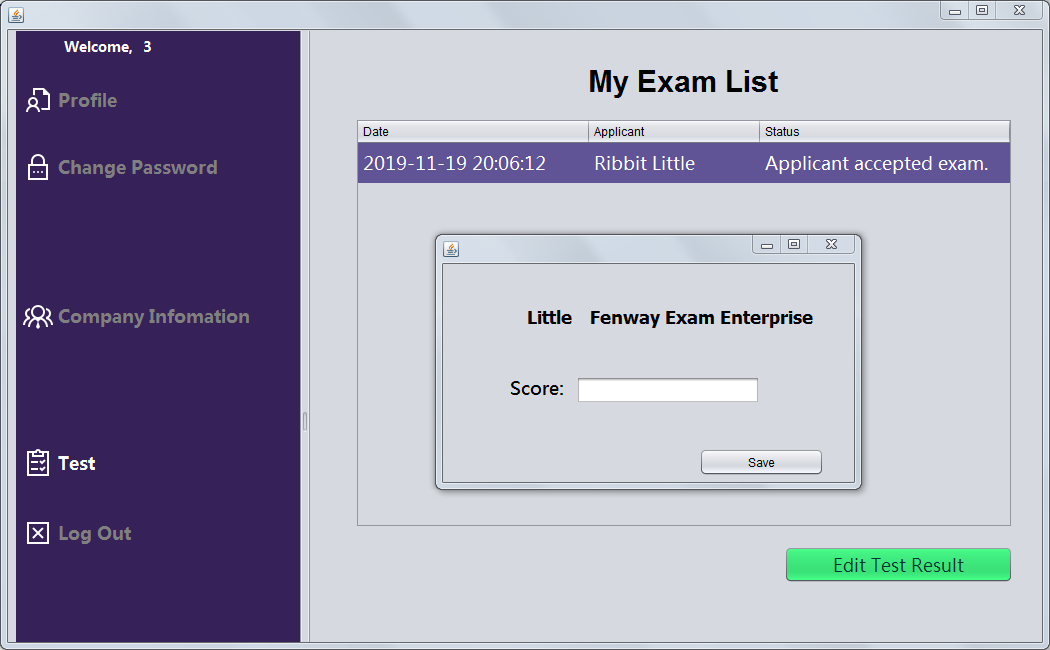 Welcome, 3
Profile
Change Password
Company Infomation
Test
Log Out
My Exam List
Date Applicant Status
2019-11-19 20:06:12 Ribbit Little Applicant accepted exam.
Little Fenway Exam Enterprise
Score:
Save
Edit Test Result